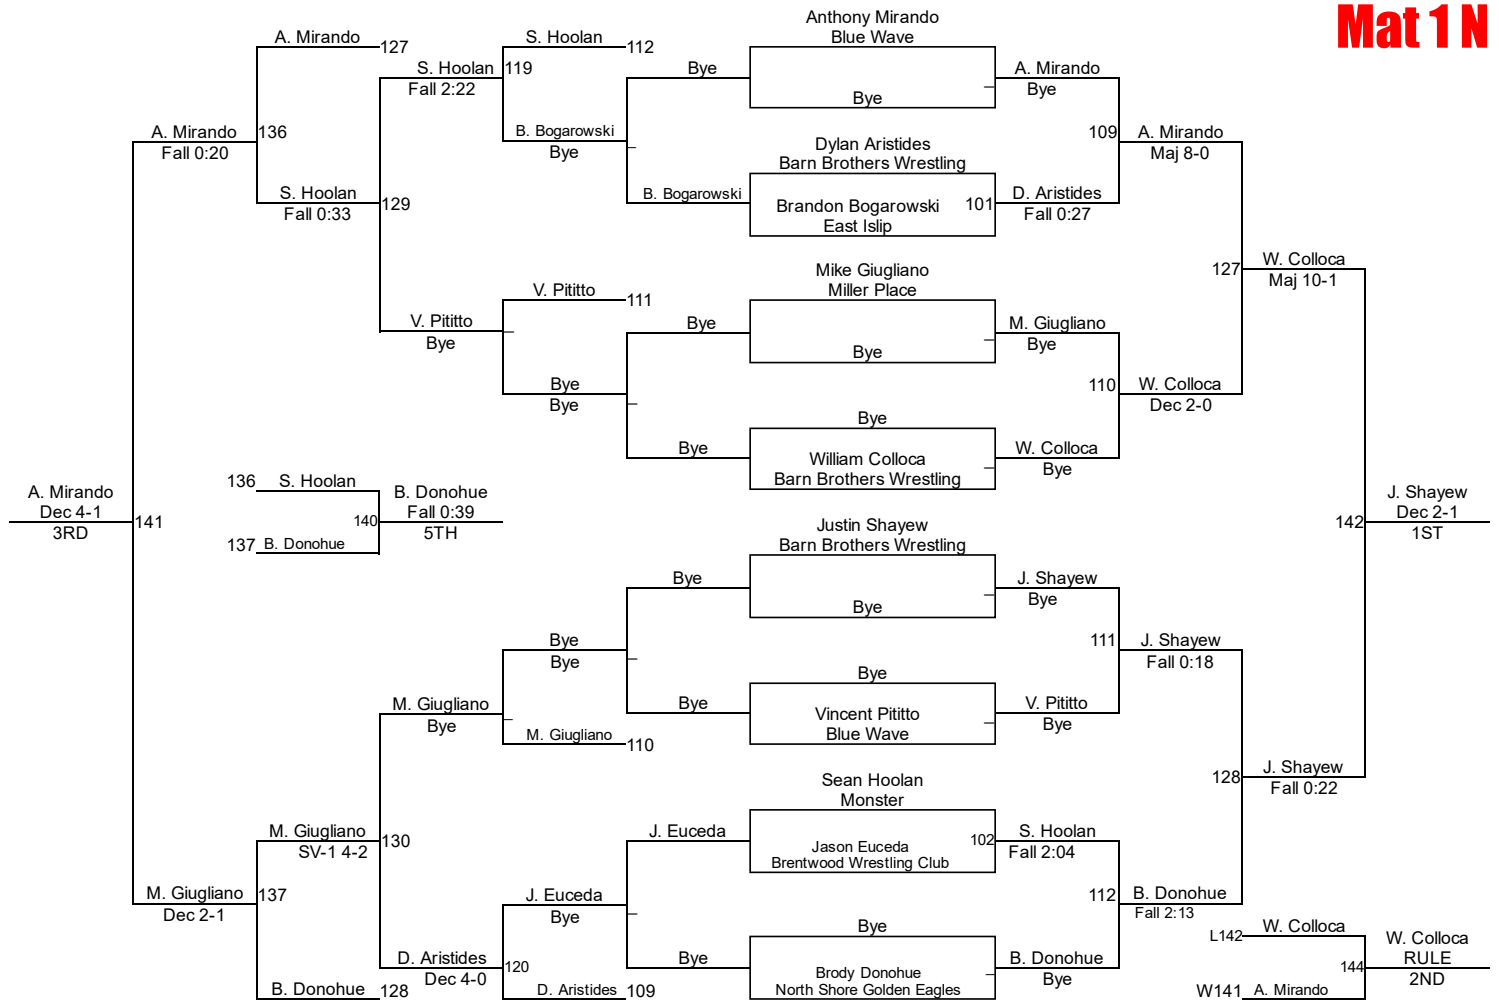 Mat 1 N
Anthony Mirando
Blue Wave
A. Mirando
127
S. Hoolan
112
S. Hoolan
119
Fall 2:22
Bye
Bye
A. Mirando
Bye
A. Mirando
136
Fall 0:20
B. Bogarowski
Bye
109
A. Mirando
Maj 8-0
Dylan Aristides
Barn Brothers Wrestling
S. Hoolan
Fall 0:33
129
B. Bogarowski
Brandon Bogarowski
East Islip
101
D. Aristides
Fall 0:27
127
W. Colloca
Maj 10-1
Mike Giugliano
Miller Place
V. Pititto
111
V. Pititto
Bye
Bye
Bye
M. Giugliano
Bye
Bye
Bye
110
W. Colloca
Dec 2-0
Bye
Bye
William Colloca
Barn Brothers Wrestling
W. Colloca
Bye
A. Mirando
Dec 4-1
3RD
141
136
S. Hoolan
137
B. Donohue
140
B. Donohue
Fall 0:39
5TH
142
J. Shayew
Dec 2-1
1ST
Justin Shayew
Barn Brothers Wrestling
Bye
Bye
J. Shayew
Bye
Bye
Bye
111
J. Shayew
Fall 0:18
Bye
M. Giugliano
Bye
Bye
Vincent Pititto
Blue Wave
V. Pititto
Bye
M. Giugliano
110
128
J. Shayew
Fall 0:22
Sean Hoolan
Monster
M. Giugliano
SV-1 4-2
130
J. Euceda
Jason Euceda
Brentwood Wrestling Club
102
S. Hoolan
Fall 2:04
M. Giugliano
Dec 2-1
137
J. Euceda
Bye
112
B. Donohue
Fall 2:13
Bye
D. Aristides
Dec 4-0
120
Bye
Brody Donohue
North Shore Golden Eagles
B. Donohue
Bye
B. Donohue
128
D. Aristides
109
L142
W. Colloca
W141
A. Mirando
144
W. Colloca
RULE
2ND